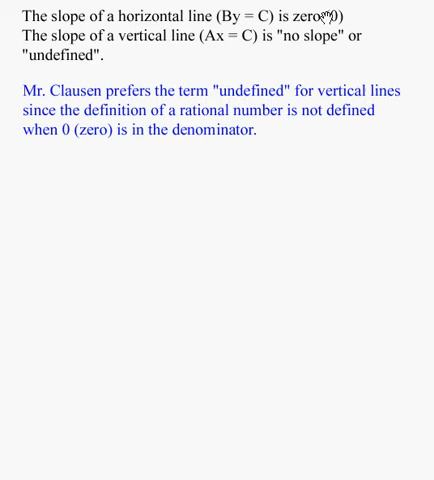 The slope of a horizontal line (By = C) is zero (0)
The slope of a vertical line (Ax = C) is "no slope" or
"undefined".
Mr. Clausen prefers the term "undefined" for vertical lines
since the definition of a rational number is not defined
when 0 (zero) is in the denominator.